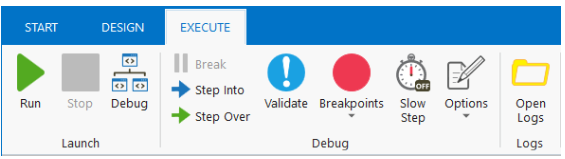 START DESIGN EXECUTE
Break
Step Into
Step Over
Run Stop Debug
Validate Breakpoints Slow Step Options
OFF
Open Logs
Launch Debug Logs